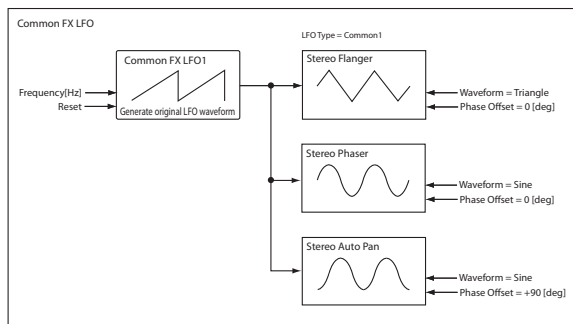 Common FX LFO
LFO Type = Common1
Common FX LFO1
Frequency[Hz]
Reset
Generate original LFO waveform
Stereo Flanger
Waveform = Triangle
Phase Offset = 0 [deg]
Stereo Phaser
Waveform = Sine
Phase Offset = 0 [deg]
Stereo Auto Pan
Waveform = Sine
Phase Offset = +90 [deg]